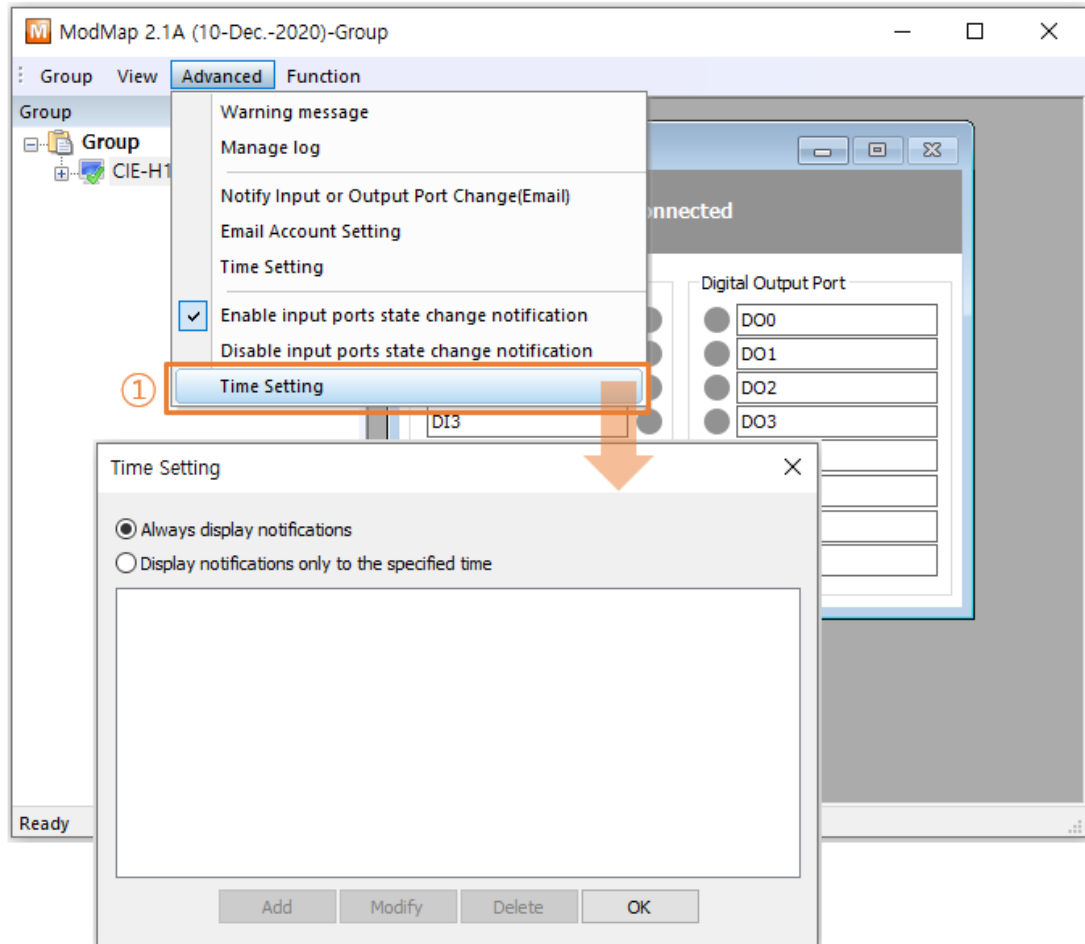 ModMap 2.1A (10-Dec.-2020)-Group
Group View Advanced Function
Group
Group
CIE-H1
Warning message
Manage log
Notify Input or Output Port Change(Email)
Email Account Setting
Time Setting
Enable input ports state change notification
Disable input ports state change notification
① Time Setting
Digital Output Port
DO0
DO1
DO2
DI3 DO3
Time Setting
Always display notifications
Display notifications only to the specified time
Add Modify Delete OK
Ready